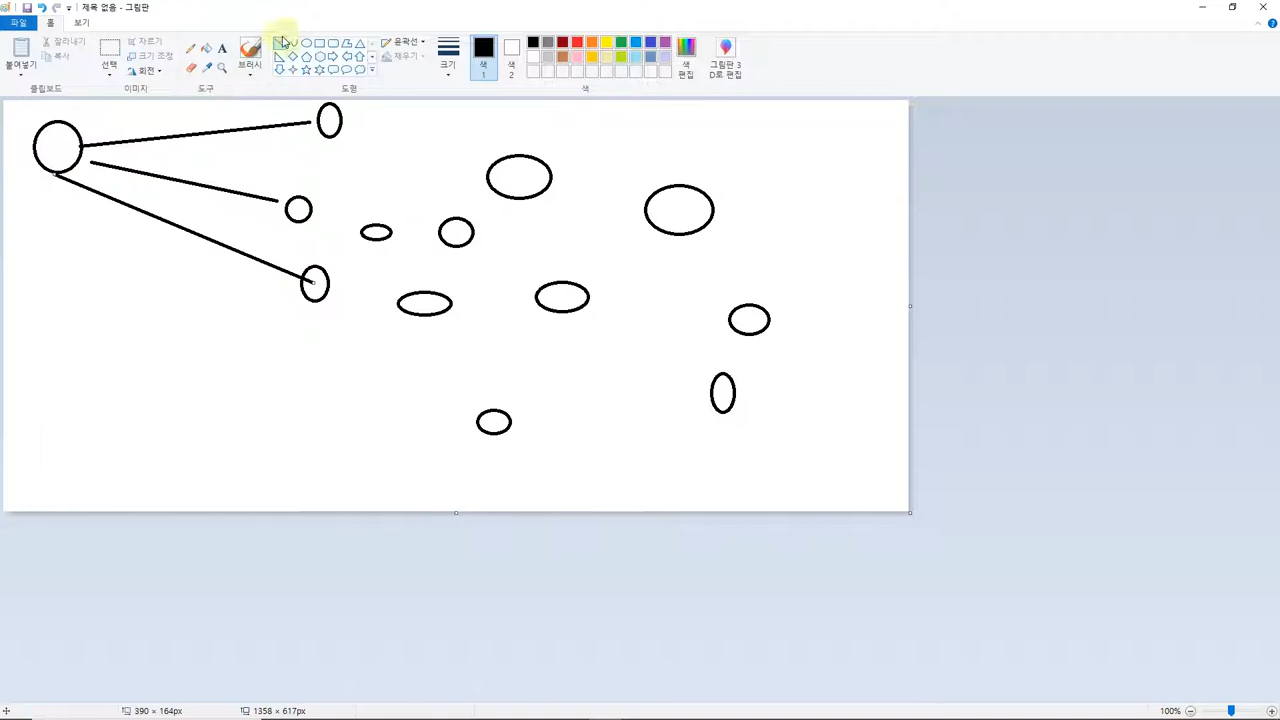 제목 없음 - 그림판
파일 홈 보기
붙여넣기
잘라내기
복사
클립보드
선택
자르기
크기 조정
회전
이미지
A
도구
브러시
도형
윤곽선
채우기
크기
색 1
색 2
색
색 편집
그림판 3D로 편집
390 × 164px
1358 × 617px
100%